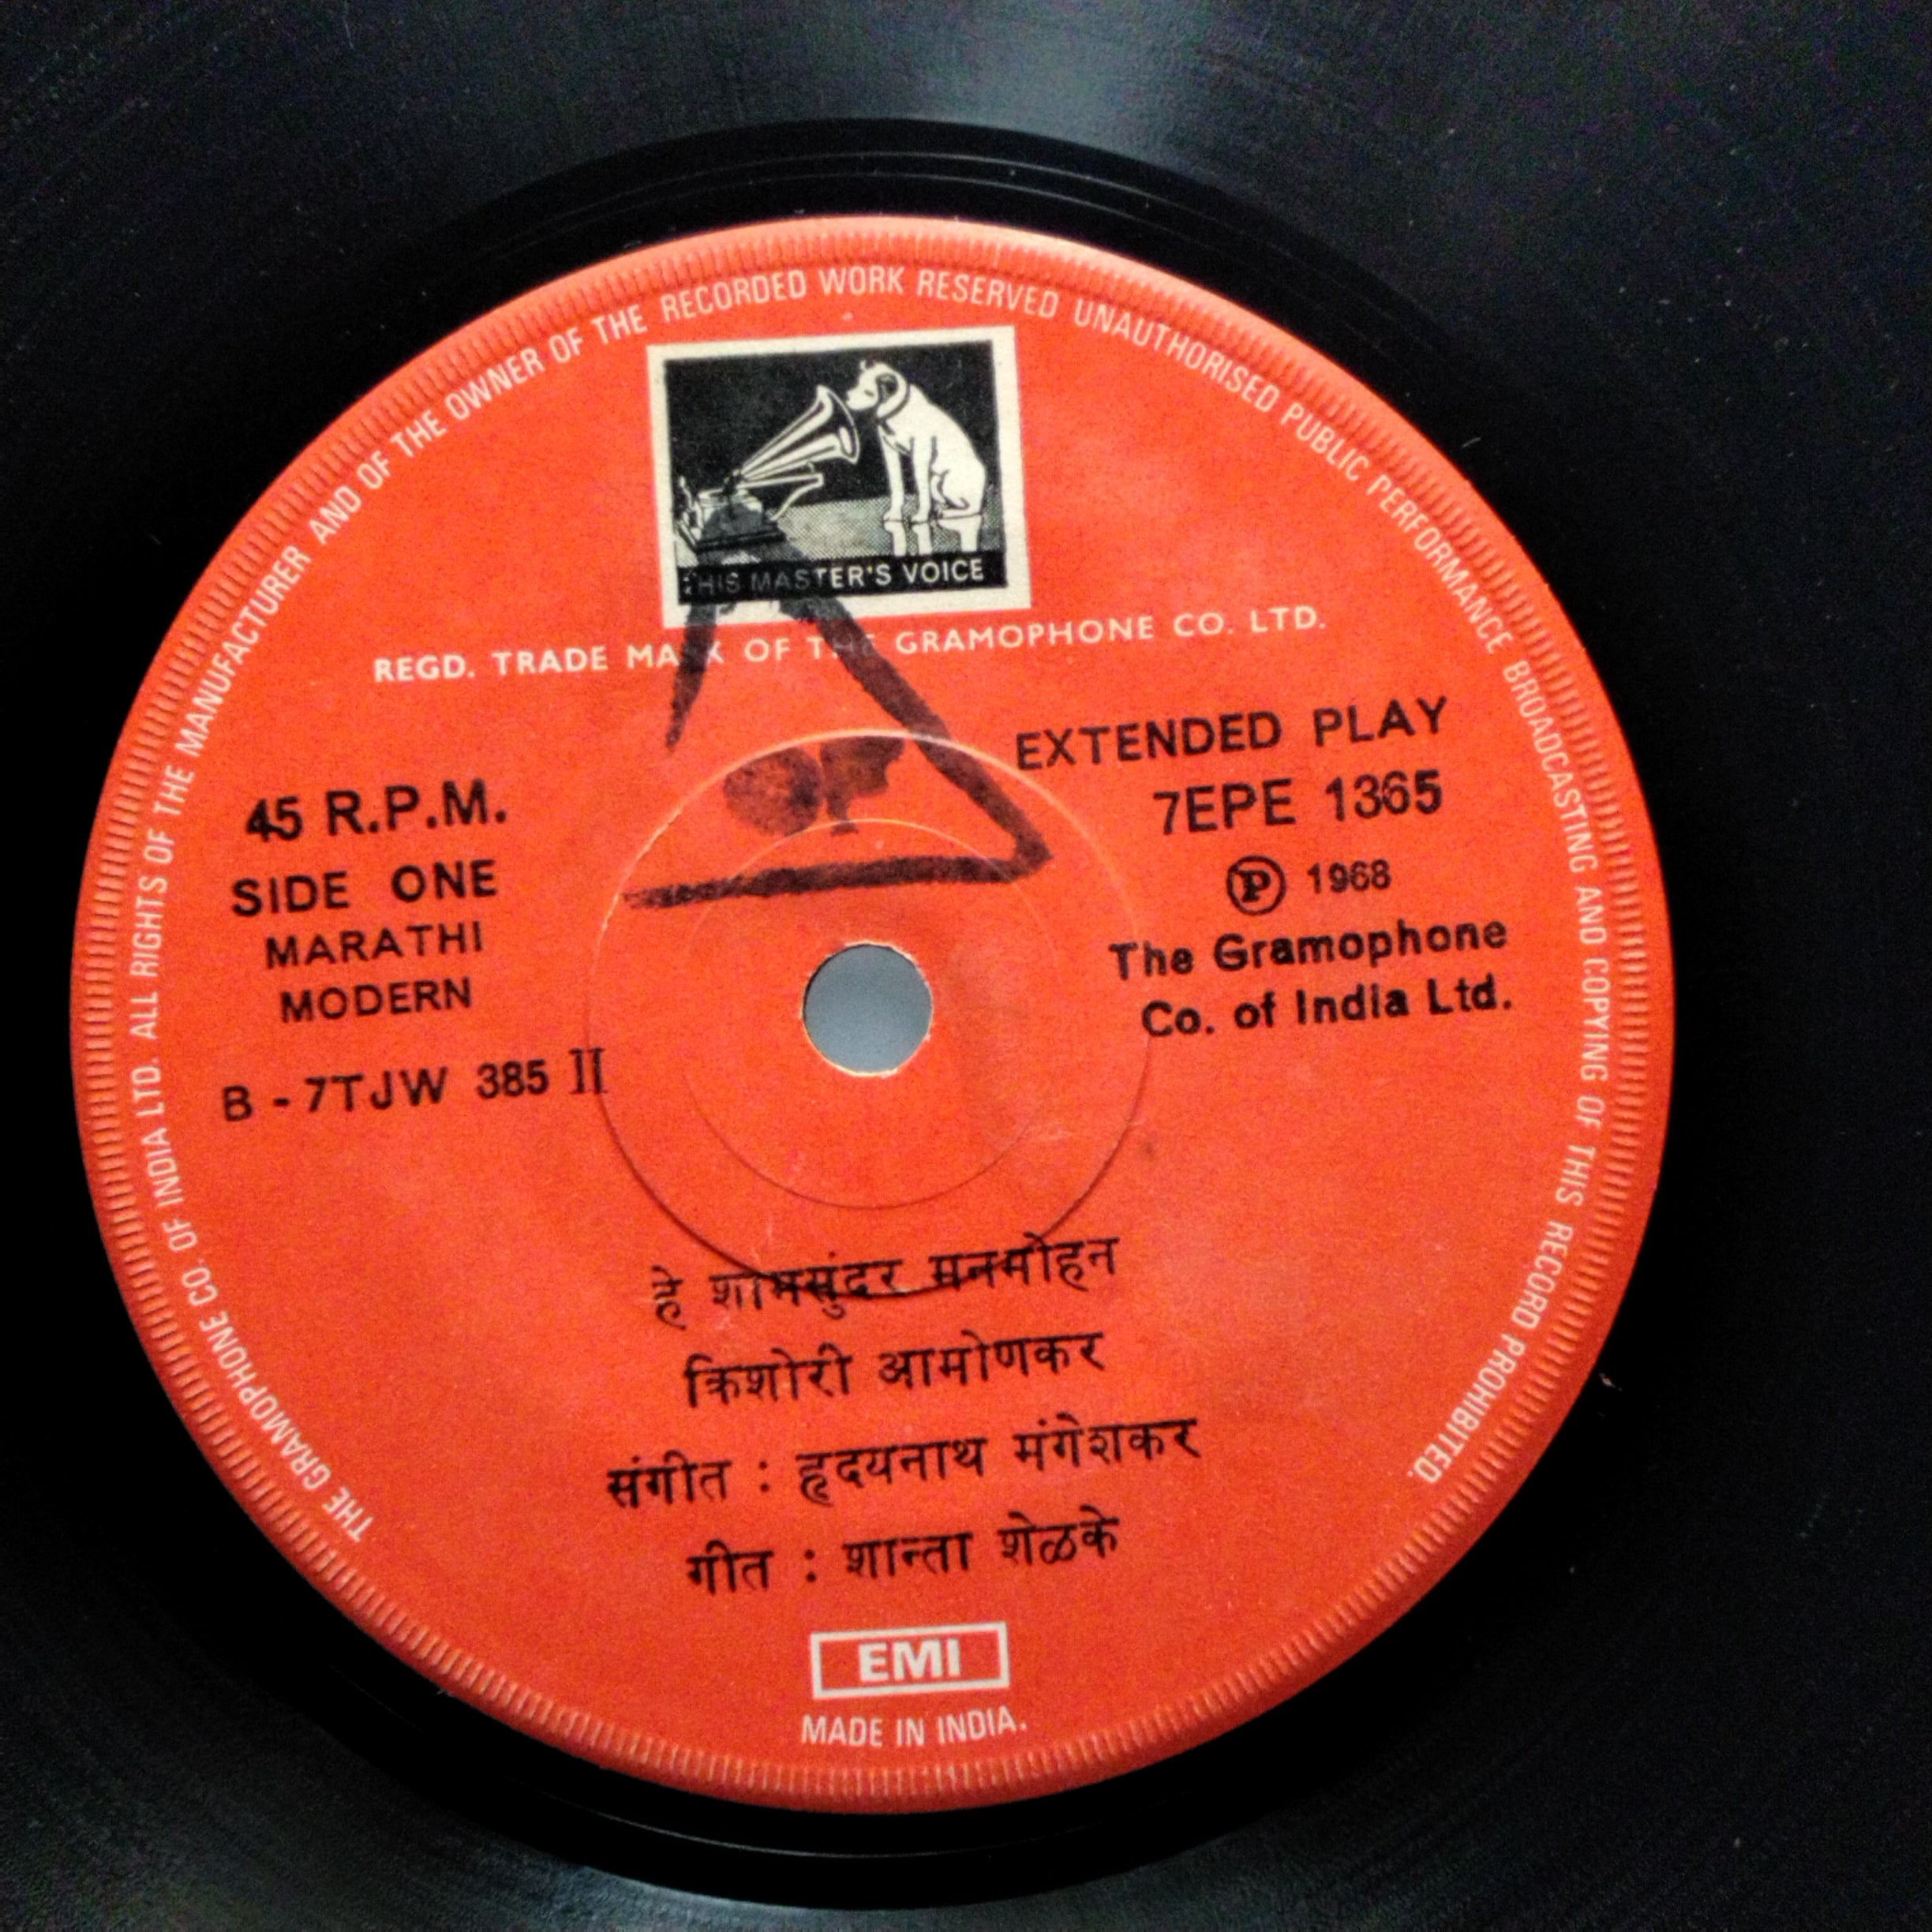 THE GRAMOPHONE CO. OF INDIA LTD. ALL RIGHTS OF THE MANUFACTURER AND OF THE OWNER OF THE RECORDED WORK RESERVED UNAUTHORISED PUBLIC PERFORMANCE BROADCASTING AND COPYING OF THIS RECORD PROHIBITED.
"HIS MASTER'S VOICE
REGD. TRADE MARK OF THE GRAMOPHONE CO. LTD.
45 R.P.M.
SIDE ONE
MARATHI
MODERN
B - 7TJW 385 II
EXTENDED PLAY
7EPE 1365
Ⓟ 1968
The Gramophone
Co. of India Ltd.
हे शामसुंदर मनमोहन
किशोरी आमोणकर
संगीत : हृदयनाथ मंगेशकर
गीत : शान्ता शेळके
EMI
MADE IN INDIA.